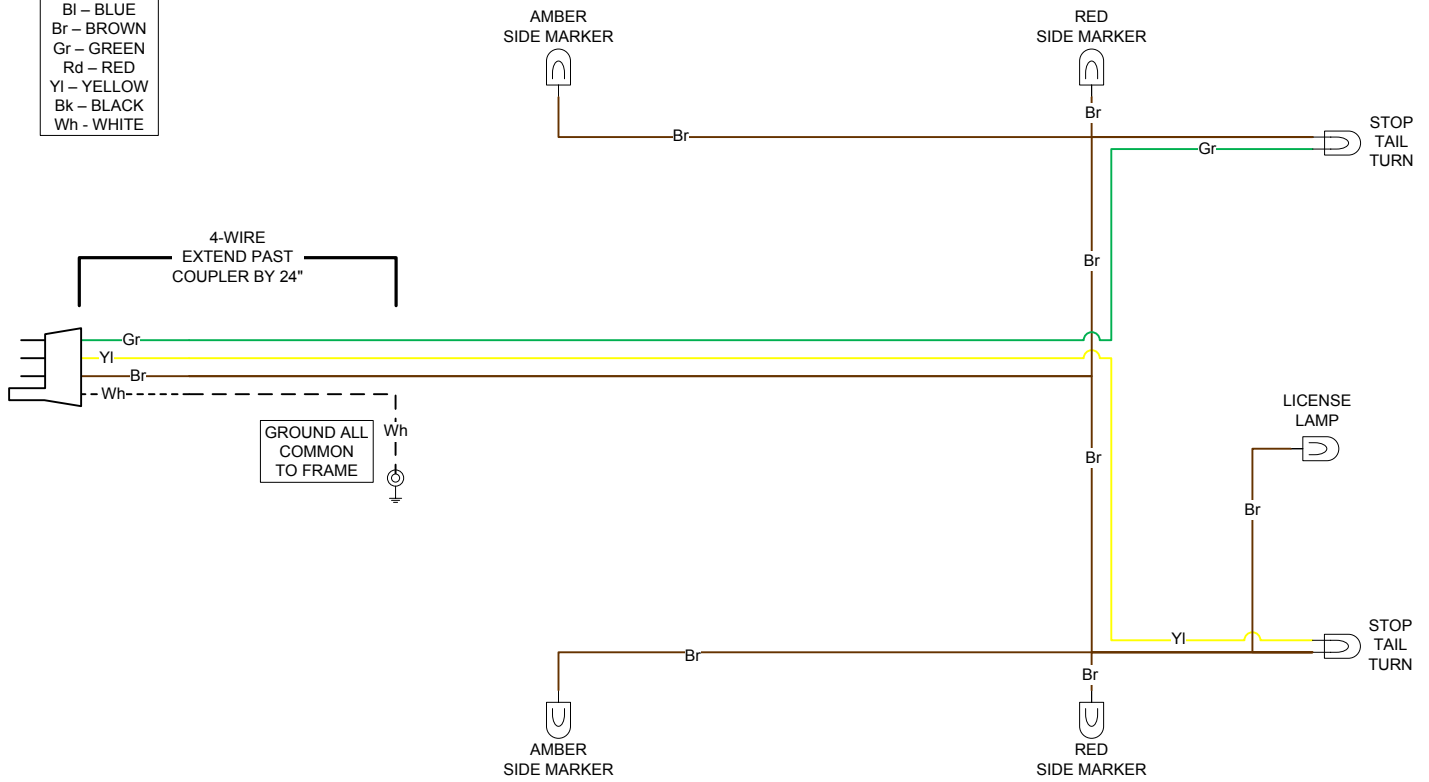 Bl – BLUE
Br – BROWN
Gr – GREEN
Rd – RED
Yl – YELLOW
Bk – BLACK
Wh - WHITE
AMBER
SIDE MARKER
RED
SIDE MARKER
Br
Br
STOP
TAIL
TURN
Gr
4-WIRE
EXTEND PAST
COUPLER BY 24"
Br
Gr
Yl
Br
Wh
GROUND ALL
COMMON
TO FRAME
Wh
Br
LICENSE
LAMP
Br
Yl
STOP
TAIL
TURN
Br
Br
AMBER
SIDE MARKER
RED
SIDE MARKER